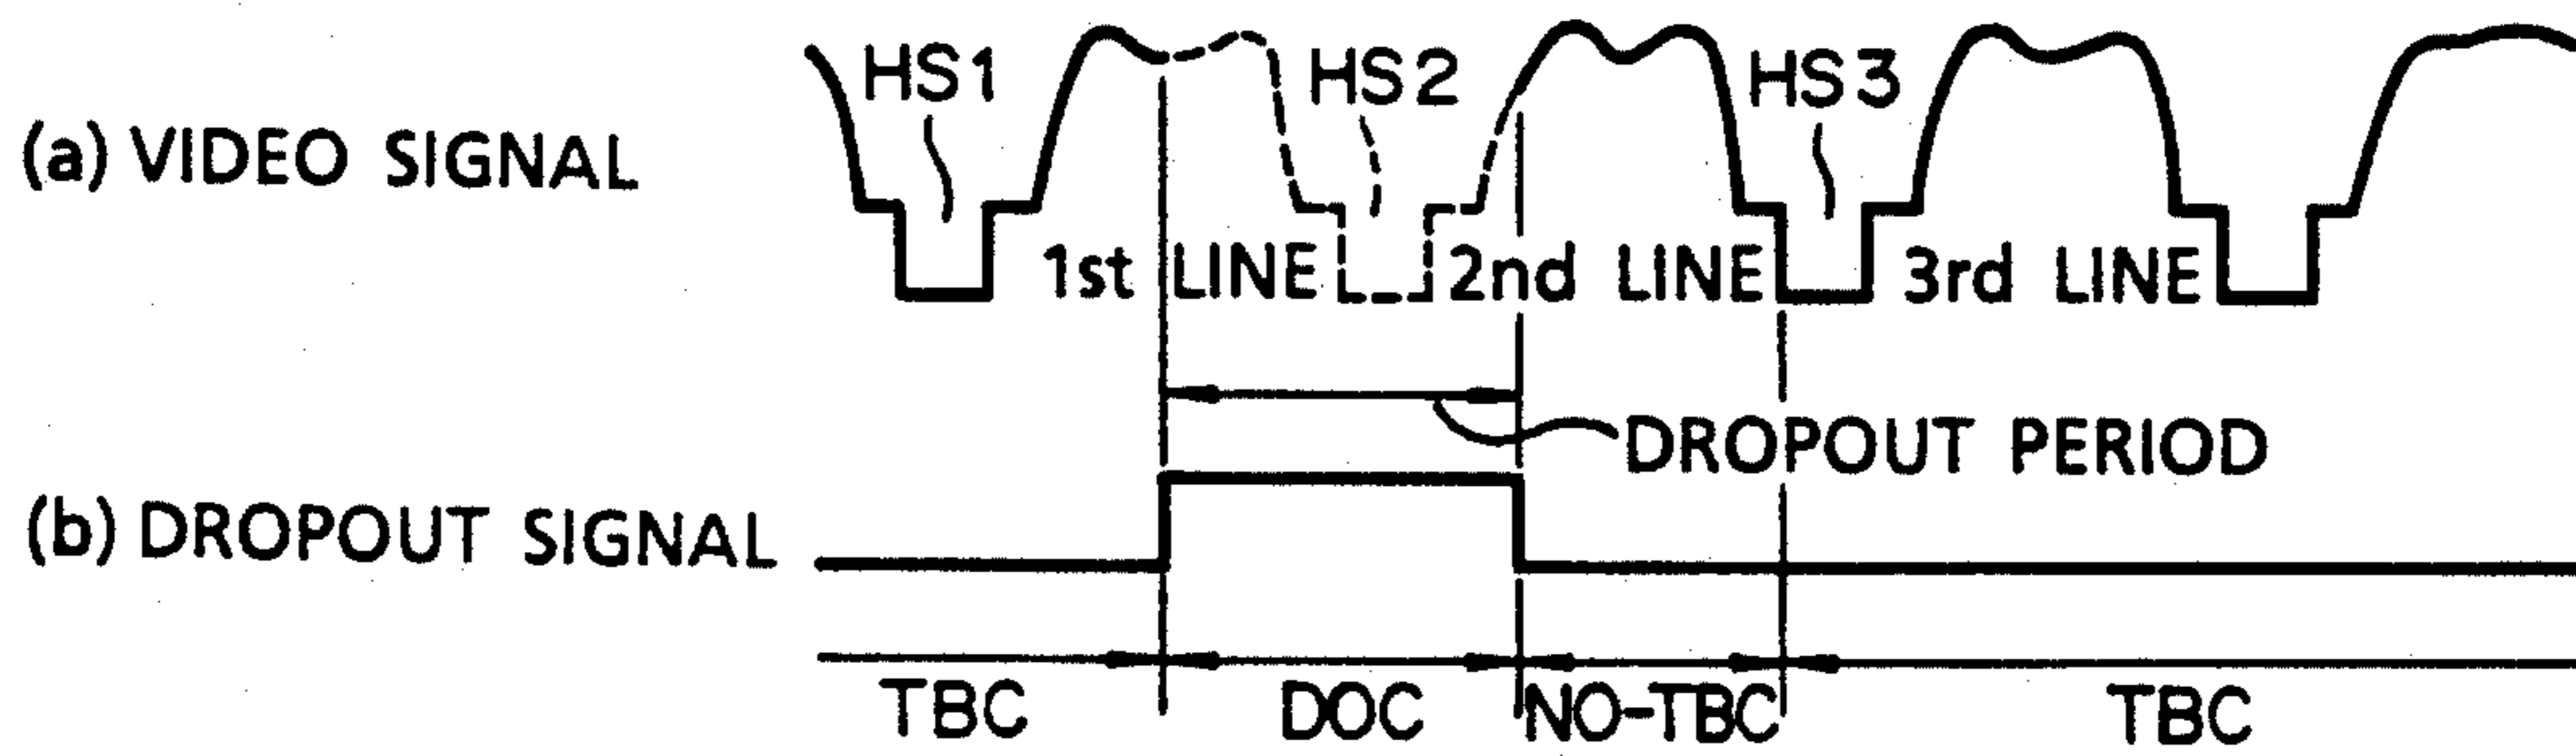 HS1 HS2 HS3
(a) VIDEO SIGNAL
1st LINE 2nd LINE 3rd LINE
DROPOUT PERIOD
(b) DROPOUT SIGNAL
TBC DOC NO-TBC TBC